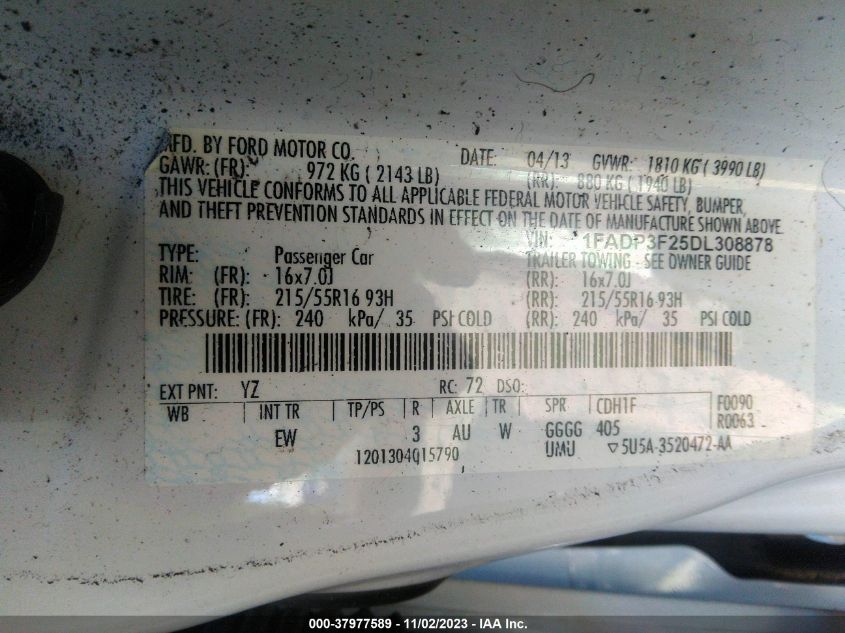 MFD. BY FORD MOTOR CO. DATE: 04/13 GVWR: 1810 KG ( 3990 LB)
GAWR: (FR): 972 KG ( 2143 LB) (RR): 880 KG ( 1940 LB)
THIS VEHICLE CONFORMS TO ALL APPLICABLE FEDERAL MOTOR VEHICLE SAFETY, BUMPER,
AND THEFT PREVENTION STANDARDS IN EFFECT ON THE DATE OF MANUFACTURE SHOWN ABOVE.
VIN: 1FADP3F25DL308878
TYPE: Passenger Car TRAILER TOWING - SEE OWNER GUIDE
RIM: (FR): 16x7.0J (RR): 16x7.0J
TIRE: (FR): 215/55R16 93H (RR): 215/55R16 93H
PRESSURE: (FR): 240 kPa/ 35 PSI COLD (RR): 240 kPa/ 35 PSI COLD
EXT PNT: YZ RC: 72 DSO:
WB INT TR TP/PS R AXLE TR SPR CDH1F F0090
R0063
EW 3 AU W GGGG 405
1201304Q15790 UMU ▽5U5A-3520472-AA
000-37977589 - 11/02/2023 - IAA Inc.